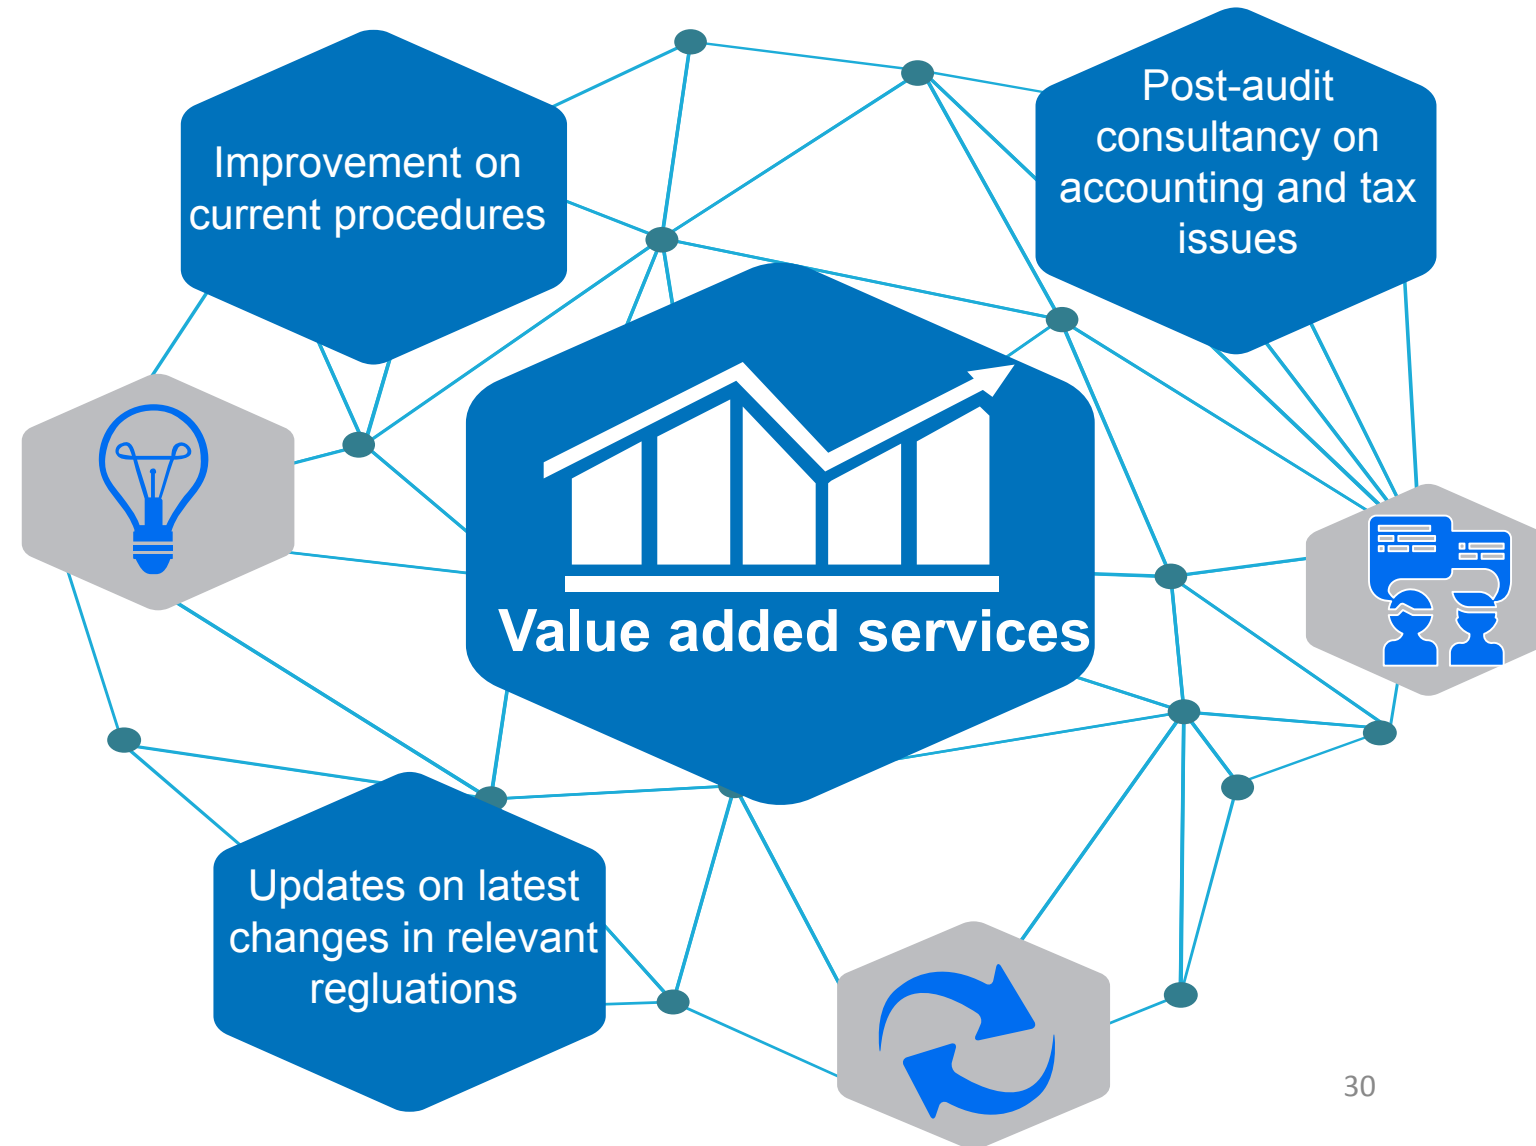 Improvement on
current procedures
Post-audit
consultancy on
accounting and tax
issues
Value added services
Updates on latest
changes in relevant
regluations
30